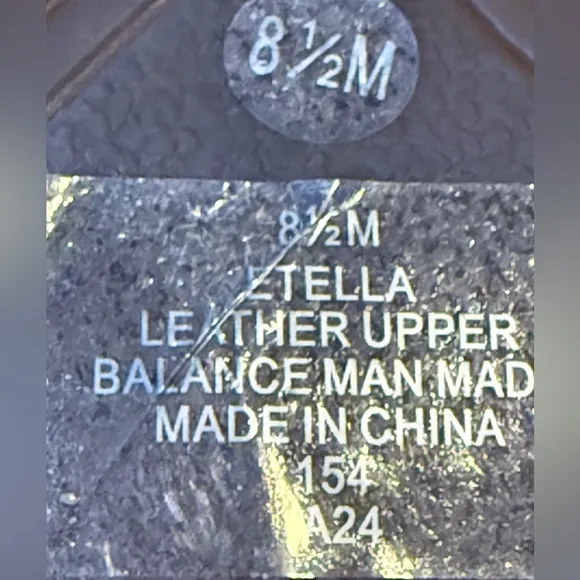 8½M
8½M
ETELLA
LEATHER UPPER
BALANCE MAN MAD
MADE IN CHINA
154
A24